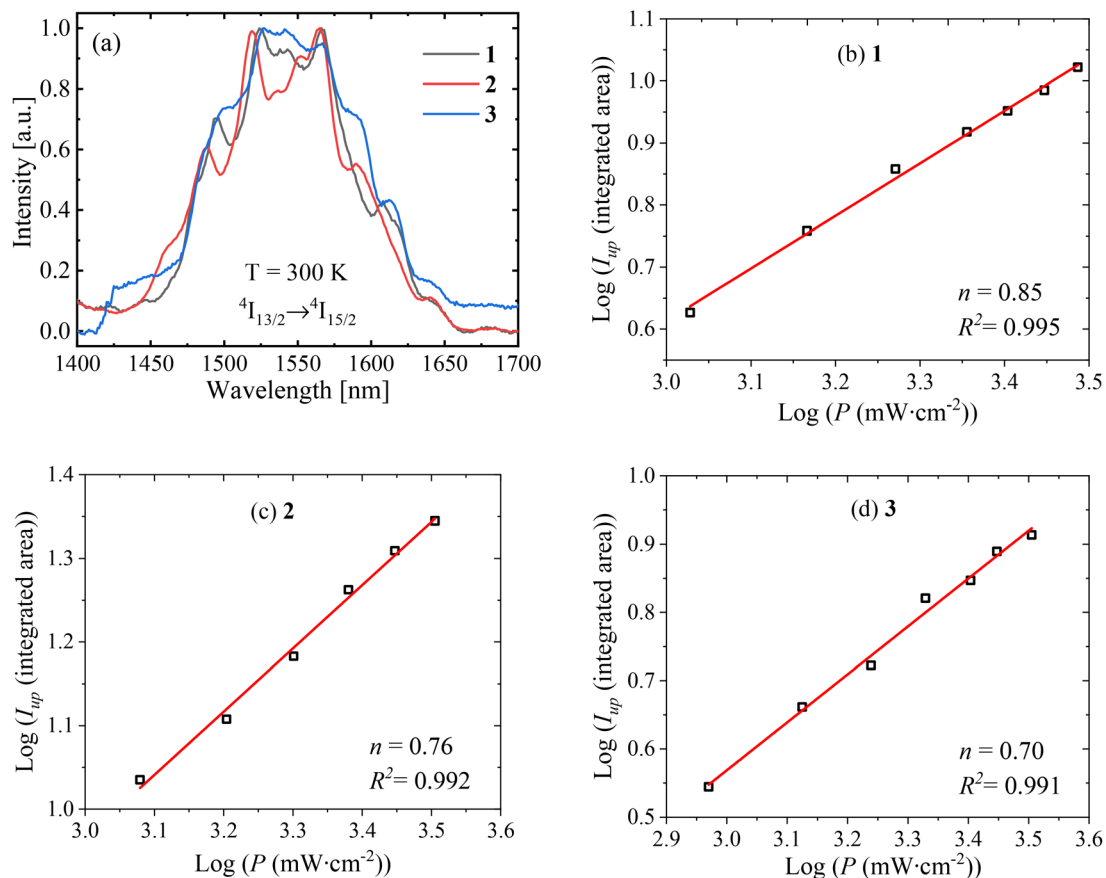 (a)
1
2
3
T = 300 K
⁴I₁₃/₂→⁴I₁₅/₂
Intensity [a.u.]
1.0
0.8
0.6
0.4
0.2
0.0
1400 1450 1500 1550 1600 1650 1700
Wavelength [nm]
(b) 1
Log (Iup (integrated area))
1.1
1.0
0.9
0.8
0.7
0.6
n = 0.85
R²= 0.995
3.0 3.1 3.2 3.3 3.4 3.5
Log (P (mW·cm⁻²))
(c) 2
Log (Iup (integrated area))
1.4
1.3
1.2
1.1
1.0
n = 0.76
R²= 0.992
3.0 3.1 3.2 3.3 3.4 3.5 3.6
Log (P (mW·cm⁻²))
(d) 3
Log (Iup (integrated area))
1.0
0.9
0.8
0.7
0.6
0.5
n = 0.70
R²= 0.991
2.9 3.0 3.1 3.2 3.3 3.4 3.5 3.6
Log (P (mW·cm⁻²))